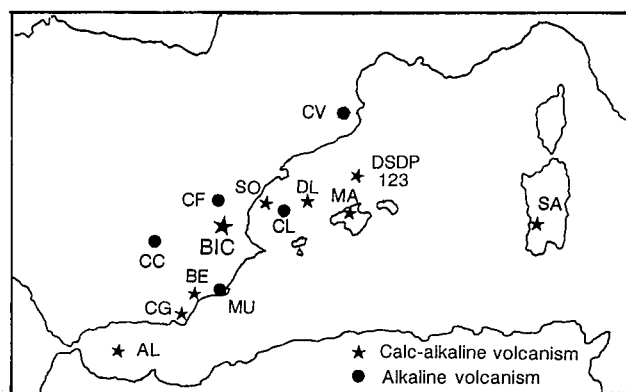 CV
DSDP
123
SO
DL
MA
CF
CL
SA
BIC
CC
BE
MU
CG
AL
Calc-alkaline volcanism
Alkaline volcanism